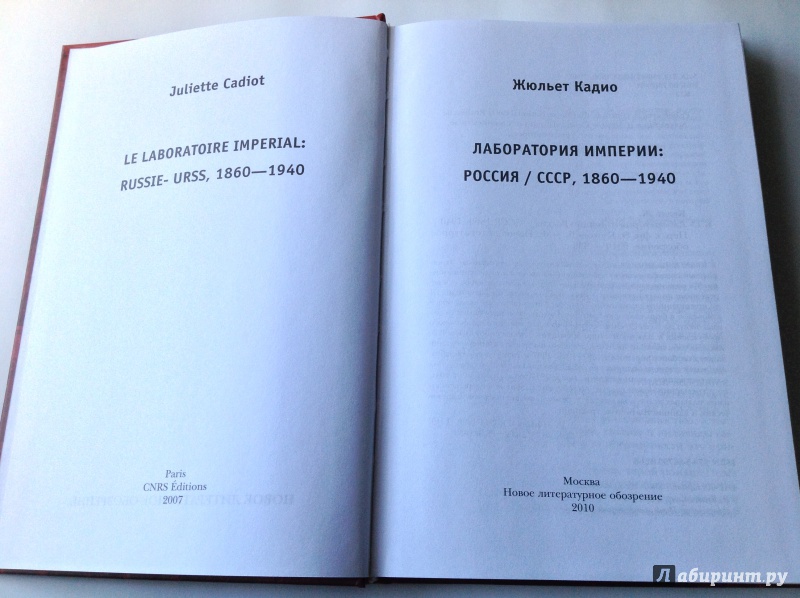 Juliette Cadiot
LE LABORATOIRE IMPERIAL:
RUSSIE- URSS, 1860—1940
Paris
CNRS Éditions
2007
Жюльет Кадио
ЛАБОРАТОРИЯ ИМПЕРИИ:
РОССИЯ / СССР, 1860—1940
Москва
Новое литературное обозрение
2010
Лабиринт.ру